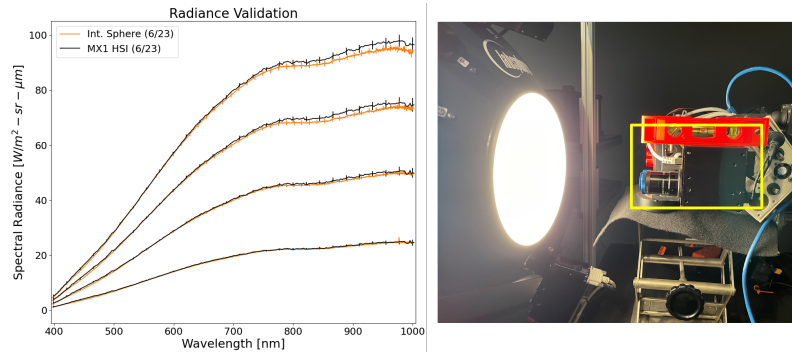 Radiance Validation
Int. Sphere (6/23)
MX1 HSI (6/23)
Spectral Radiance [W/m² − sr − μm]
100
80
60
40
20
0
400 500 600 700 800 900 1000
Wavelength [nm]